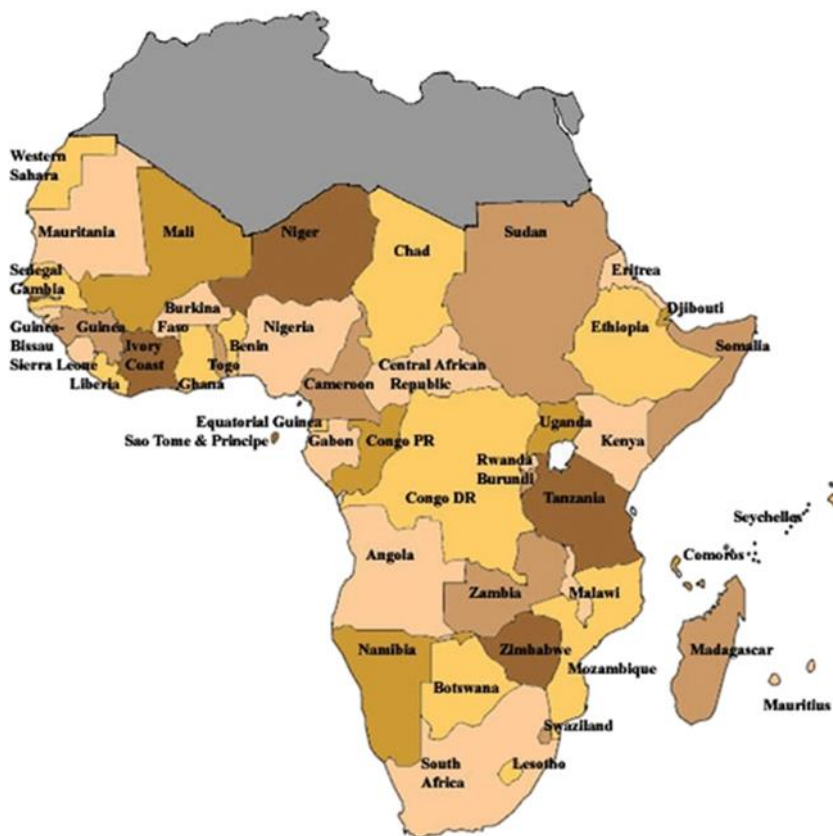 Western
Sahara
Mauritania
Mali
Niger
Chad
Sudan
Eritrea
Senegal
Gambia
Djibouti
Burkina
Faso
Nigeria
Ethiopia
Guinea-
Bissau
Guinea
Ivory
Coast
Benin
Somalia
Sierra Leone
Togo
Central African
Republic
Liberia
Ghana
Cameroon
Equatorial Guinea
Uganda
Sao Tome & Principe
Gabon
Congo PR
Kenya
Rwanda
Burundi
Congo DR
Tanzania
Seychelles
Angola
Comoros
Zambia
Malawi
Namibia
Zimbabwe
Madagascar
Mozambique
Botswana
Mauritius
Swaziland
South
Africa
Lesotho